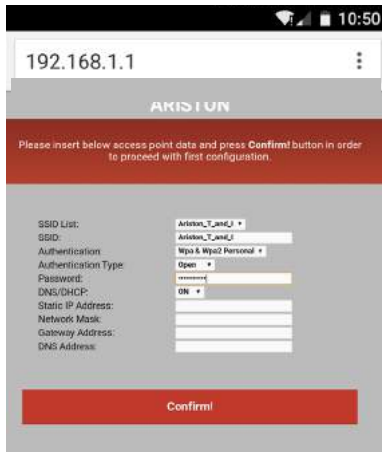 10:50
192.168.1.1
ARISTON
Please insert below access point data and press Confirm! button in order
to proceed with first configuration.
SSID List: Ariston_T_and_I
SSID: Ariston_T_and_I
Authentication: Wpa & Wpa2 Personal
Authentication Type: Open
Password:
DNS/DHCP: ON
Static IP Address:
Network Mask:
Gateway Address:
DNS Address:
Confirm!